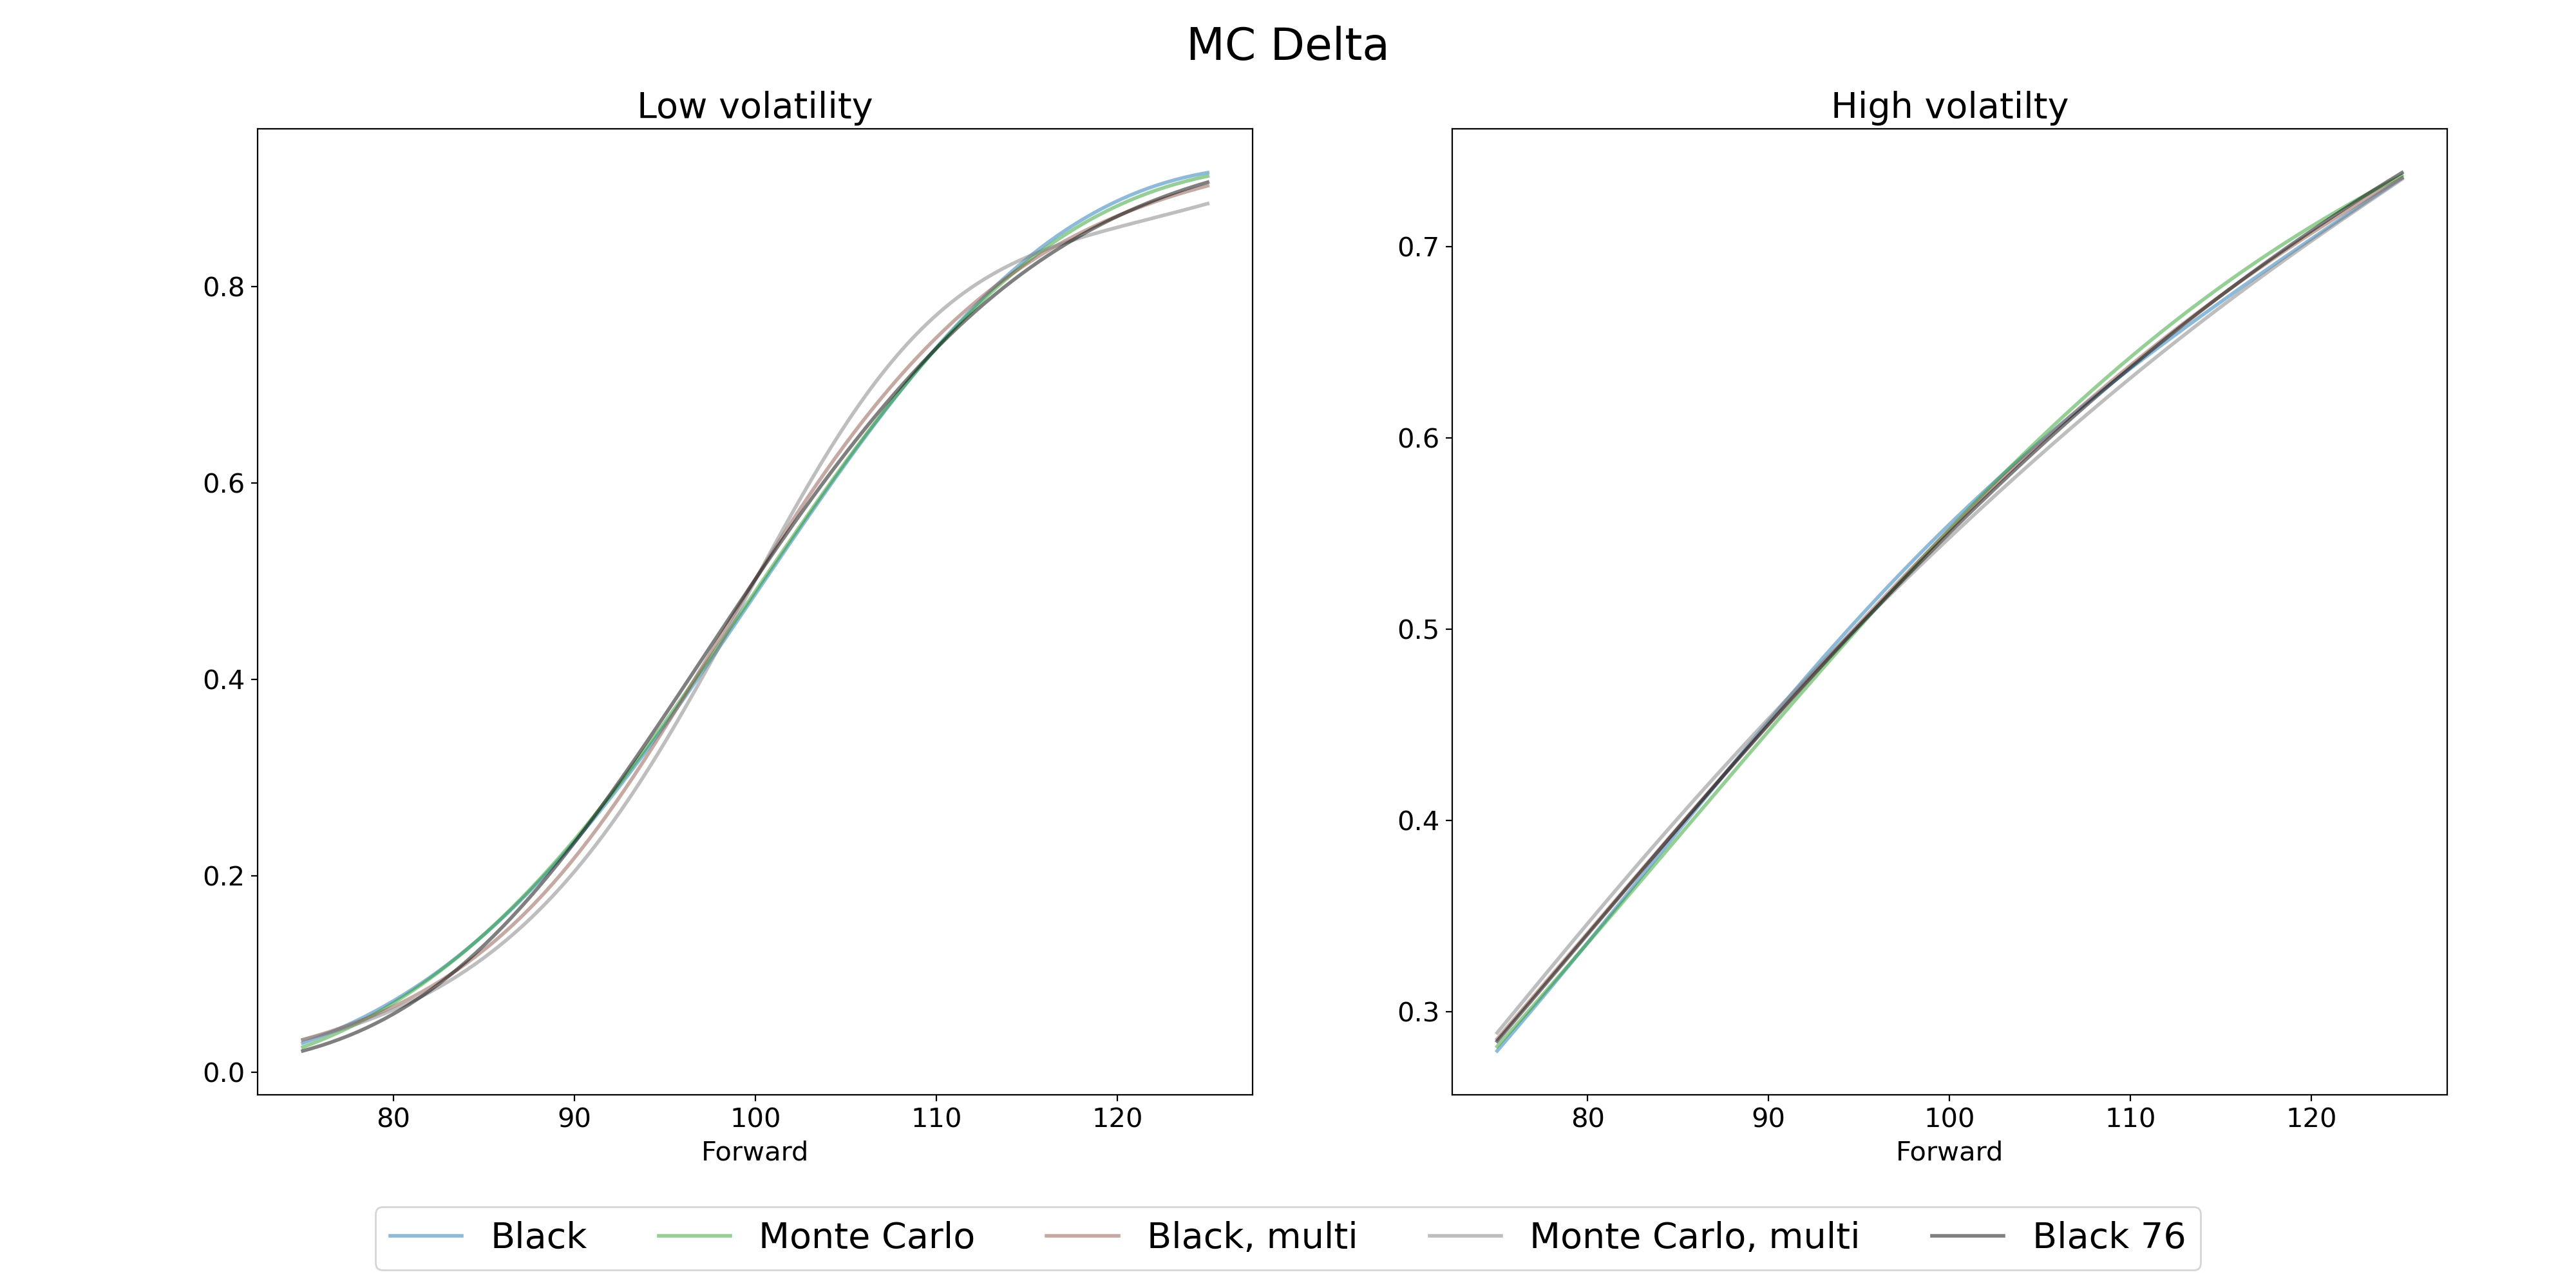 MC Delta
Low volatility
High volatilty
0.8
0.6
0.4
0.2
0.0
80 90 100 110 120
Forward
0.7
0.6
0.5
0.4
0.3
80 90 100 110 120
Forward
Black Monte Carlo Black, multi Monte Carlo, multi Black 76